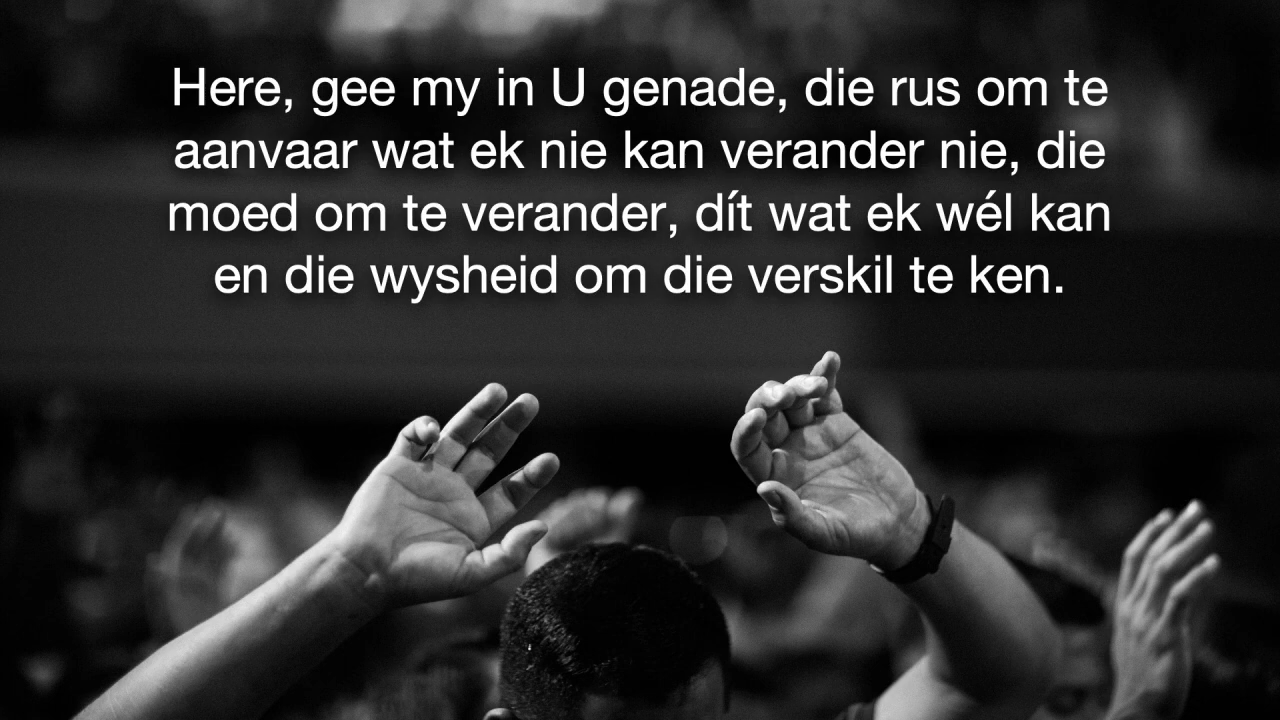 Here, gee my in U genade, die rus om te
aanvaar wat ek nie kan verander nie, die
moed om te verander, dít wat ek wél kan
en die wysheid om die verskil te ken.